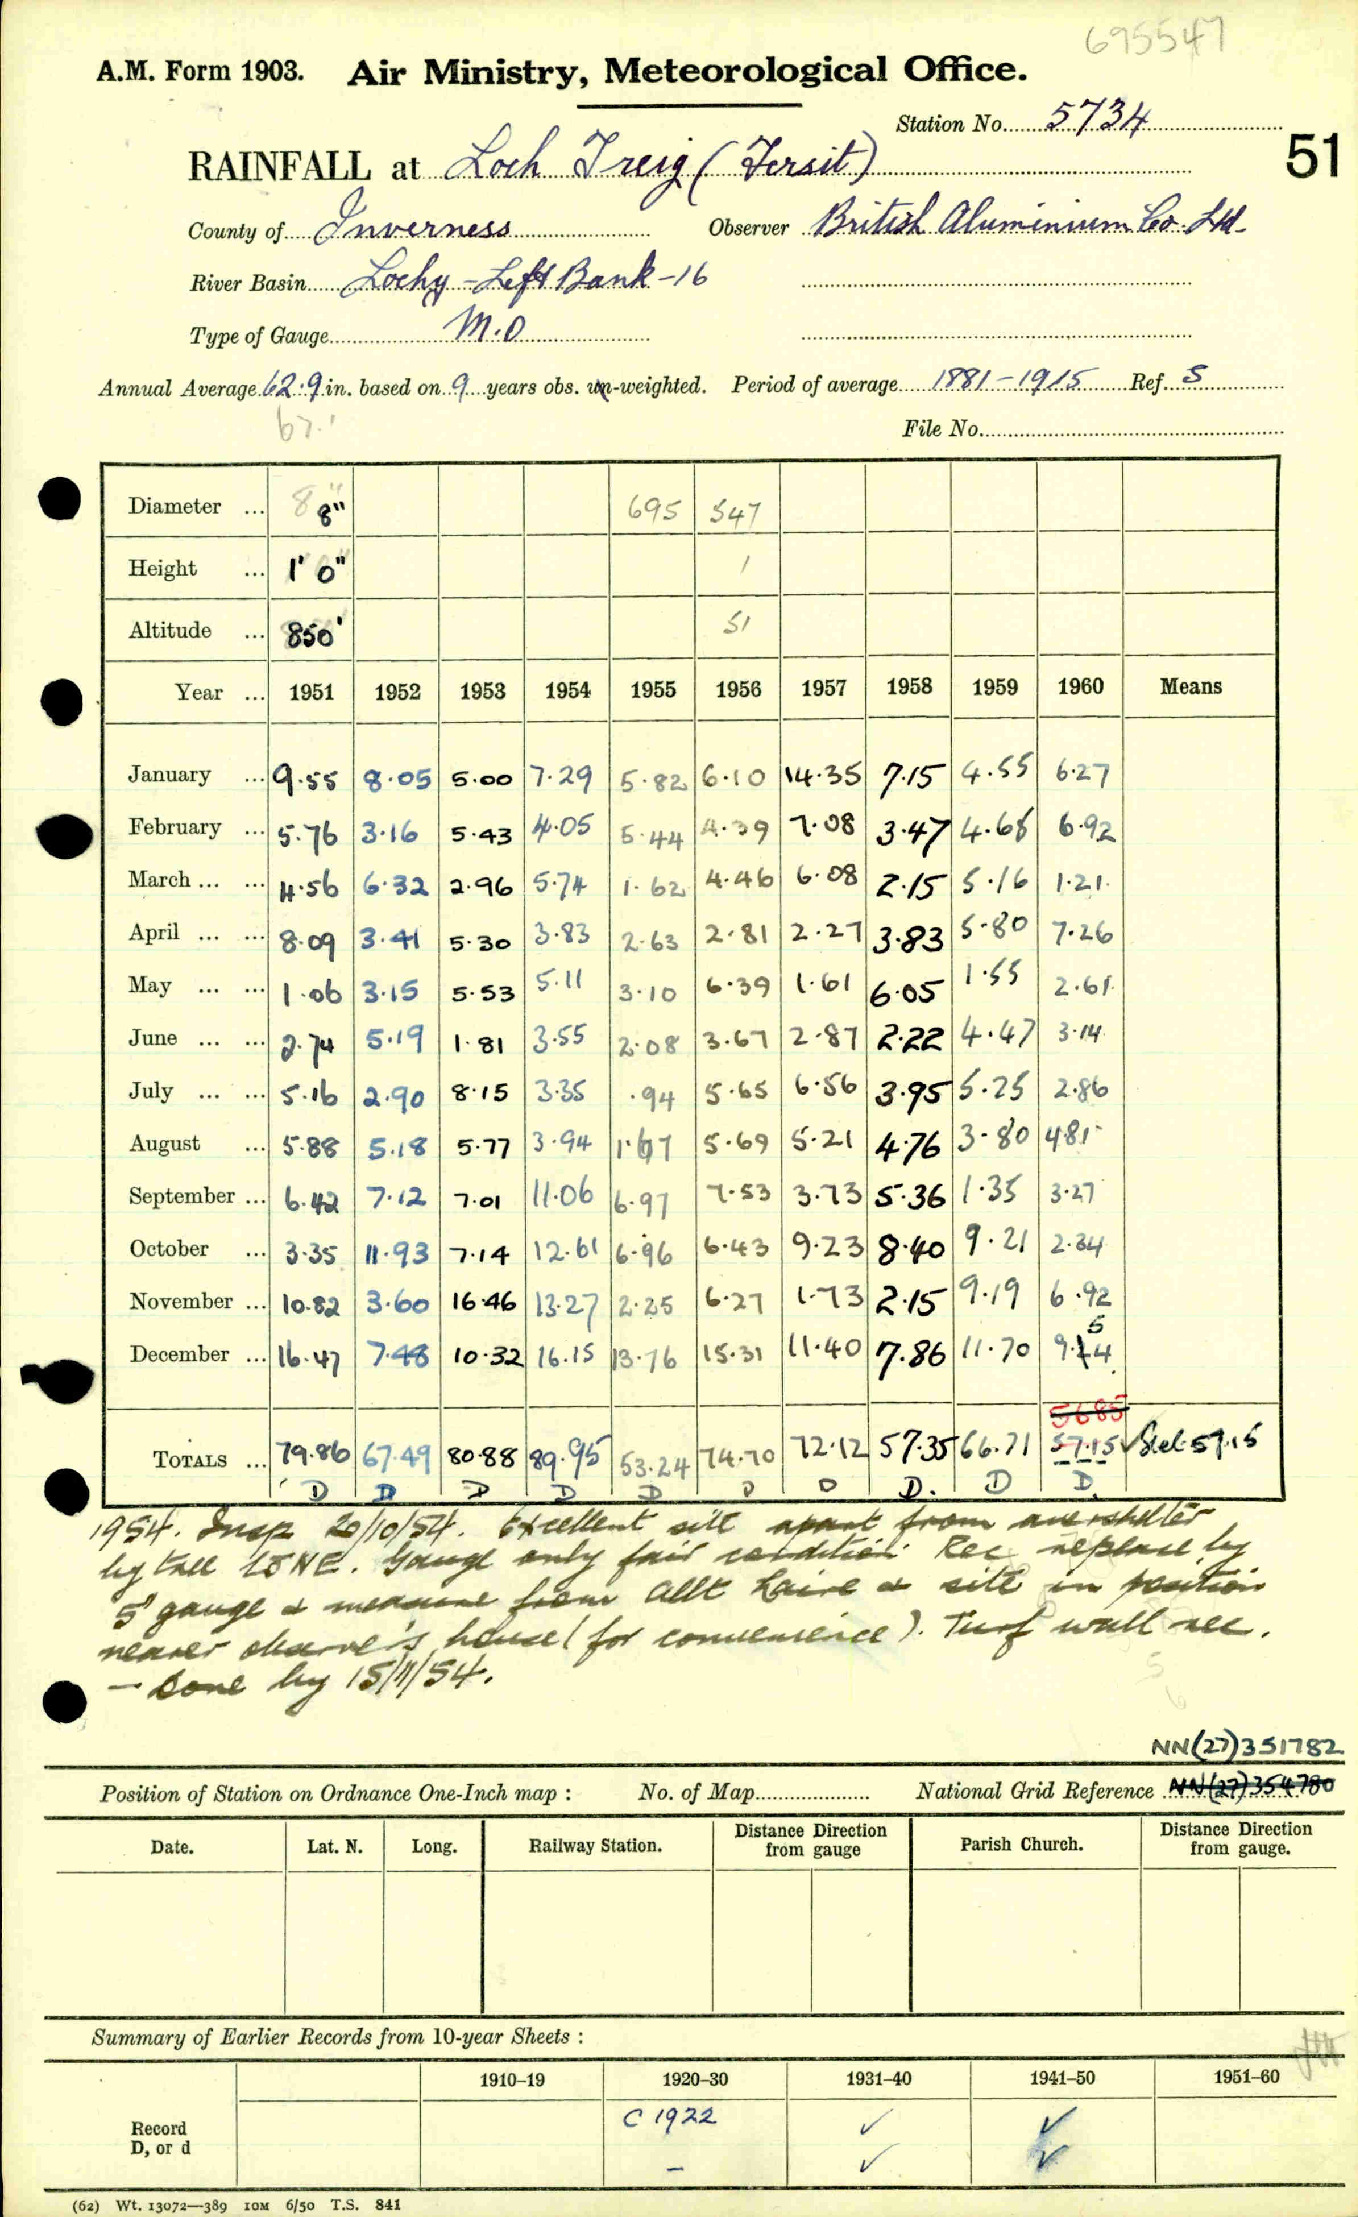 695547
A.M. Form 1903. Air Ministry, Meteorological Office.
Station No. 5734
51
RAINFALL at Loch Treig (Fersit)
County of Inverness Observer British Aluminium Co. Ltd.
River Basin Lochy - Left Bank - 16
Type of Gauge M.O
Annual Average 62.9 in. based on 9 years obs. un-weighted. Period of average 1881-1915 Ref. S
67.1
File No.
Diameter ... 8" 8" 695 547
Height ... 1' 0" 1
Altitude ... 850' 51
Year ... 1951 1952 1953 1954 1955 1956 1957 1958 1959 1960 Means
January ... 9.55 8.05 5.00 7.29 5.82 6.10 14.35 7.15 4.55 6.27
February ... 5.76 3.16 5.43 4.05 5.44 4.39 7.08 3.47 4.68 6.92
March ... ... 4.56 6.32 2.96 5.74 1.62 4.46 6.08 2.15 5.16 1.21
April ... ... 8.09 3.41 5.30 3.83 2.63 2.81 2.27 3.83 5.80 7.26
May ... ... 1.06 3.15 5.53 5.11 3.10 6.39 1.61 6.05 1.55 2.61
June ... ... 2.74 5.19 1.81 3.55 2.08 3.67 2.87 2.22 4.47 3.14
July ... ... 5.16 2.90 8.15 3.35 .94 5.65 6.56 3.95 5.25 2.86
August ... 5.88 5.18 5.77 3.94 1.67 5.69 5.21 4.76 3.80 4.81
September ... 6.42 7.12 7.01 11.06 6.97 7.53 3.73 5.36 1.35 3.27
October ... 3.35 11.93 7.14 12.61 6.96 6.43 9.23 8.40 9.21 2.34
November ... 10.82 3.60 16.46 13.27 2.25 6.27 1.73 2.15 9.19 6.92
5
December ... 16.47 7.48 10.32 16.15 13.76 15.31 11.40 7.86 11.70 9.14
56.85
TOTALS ... 79.86 67.49 80.88 89.95 53.24 74.70 72.12 57.35 66.71 57.15 ✓ 57.15
D D D D D D D D. D D.
1954. Insp 20/10/54. Excellent site apart from overshelter
by tall to NE. Gauge only fair condition. Rec replace by
5" gauge & measure from Allt Laire & site in position
nearer observer's house (for convenience). Turf wall rec.
- Done by 15/11/54.
NN(27)351782
Position of Station on Ordnance One-Inch map : No. of Map National Grid Reference NN(27)354780
Date. Lat. N. Long. Railway Station. Distance Direction from gauge Parish Church. Distance Direction from gauge.
Summary of Earlier Records from 10-year Sheets :
1910-19 1920-30 1931-40 1941-50 1951-60
Record C 1922 ✓ ✓
D, or d - ✓ ✓
(62) Wt. 13072—389 10M 6/50 T.S. 841